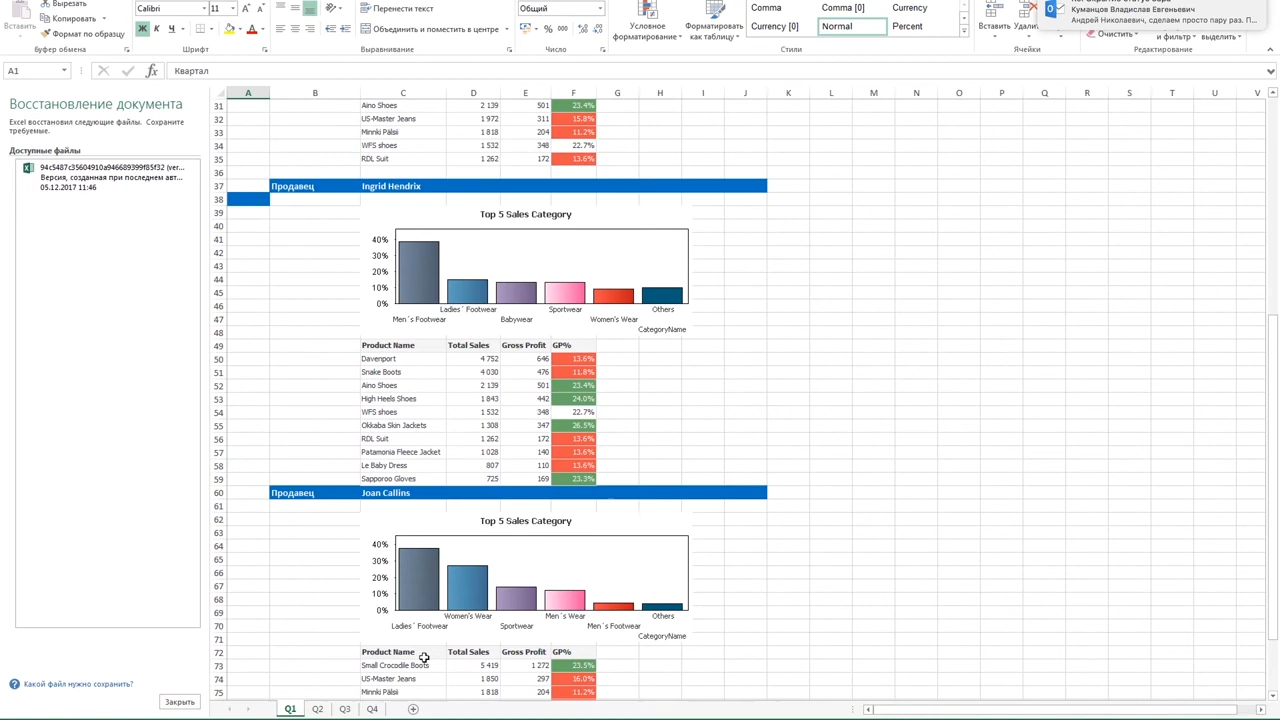 Вырезать
Копировать
Формат по образцу
Вставить
Буфер обмена
Calibri
11
A
A
Ж
К
Ч
Шрифт
Перенести текст
Объединить и поместить в центре
Выравнивание
Общий
%
000
Число
Условное форматирование
Форматировать как таблицу
Comma
Comma [0]
Currency
Currency [0]
Normal
Percent
Стили
Вставить
Удалить
Ячейки
Куманцов Владислав Евгеньевич
Андрей Николаевич, сделаем просто пару раз. П...
Очистить
и фильтр
выделить
Редактирование
A1
fx
Квартал
Восстановление документа
Excel восстановил следующие файлы. Сохраните требуемые.
Доступные файлы
94c5487c35604910a946689399f85f32 (ver...
Версия, созданная при последнем авт...
05.12.2017 11:46
Какой файл нужно сохранить?
Закрыть
A B C D E F G H I J K L M N O P Q R S T U V
31 Aino Shoes 2 139 501 23.4%
32 US-Master Jeans 1 972 311 15.8%
33 Minnki Pälsii 1 818 204 11.2%
34 WFS shoes 1 532 348 22.7%
35 RDL Suit 1 262 172 13.6%
36
37 Продавец Ingrid Hendrix
38
39 Top 5 Sales Category
40
41 40%
42 30%
43
44 20%
45 10%
46 0%
47 Ladies´ Footwear Sportwear Others
Men´s Footwear Babywear Women's Wear
48 CategoryName
49 Product Name Total Sales Gross Profit GP%
50 Davenport 4 752 646 13.6%
51 Snake Boots 4 030 476 11.8%
52 Aino Shoes 2 139 501 23.4%
53 High Heels Shoes 1 843 442 24.0%
54 WFS shoes 1 532 348 22.7%
55 Okkaba Skin Jackets 1 308 347 26.5%
56 RDL Suit 1 262 172 13.6%
57 Patamonia Fleece Jacket 1 028 140 13.6%
58 Le Baby Dress 807 110 13.6%
59 Sapporoo Gloves 725 169 23.3%
60 Продавец Joan Callins
61
62 Top 5 Sales Category
63
64 40%
65 30%
66
67 20%
68 10%
69 0%
Women's Wear Men´s Wear Others
70 Ladies´ Footwear Sportwear Men´s Footwear
71 CategoryName
72 Product Name Total Sales Gross Profit GP%
73 Small Crocodile Boots 5 419 1 272 23.5%
74 US-Master Jeans 1 850 297 16.0%
75 Minnki Pälsii 1 818 204 11.2%
Q1 Q2 Q3 Q4